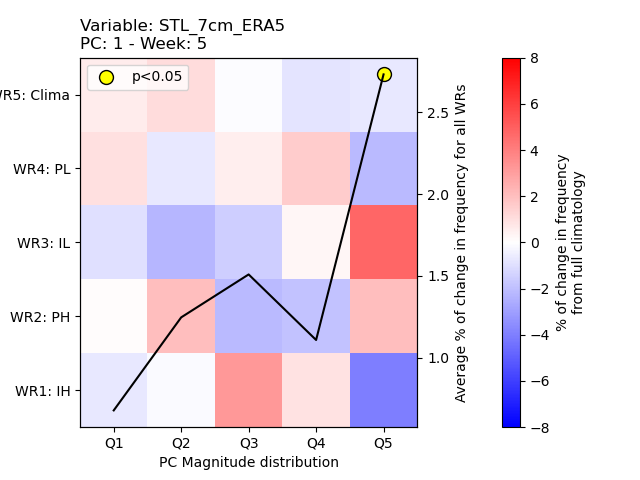 Variable: STL_7cm_ERA5
PC: 1 - Week: 5
p<0.05
WR5: Clima
WR4: PL
WR3: IL
WR2: PH
WR1: IH
Q1 Q2 Q3 Q4 Q5
PC Magnitude distribution
2.5
2.0
1.5
1.0
Average % of change in frequency for all WRs
8
6
4
2
0
−2
−4
−6
−8
% of change in frequency
from full climatology